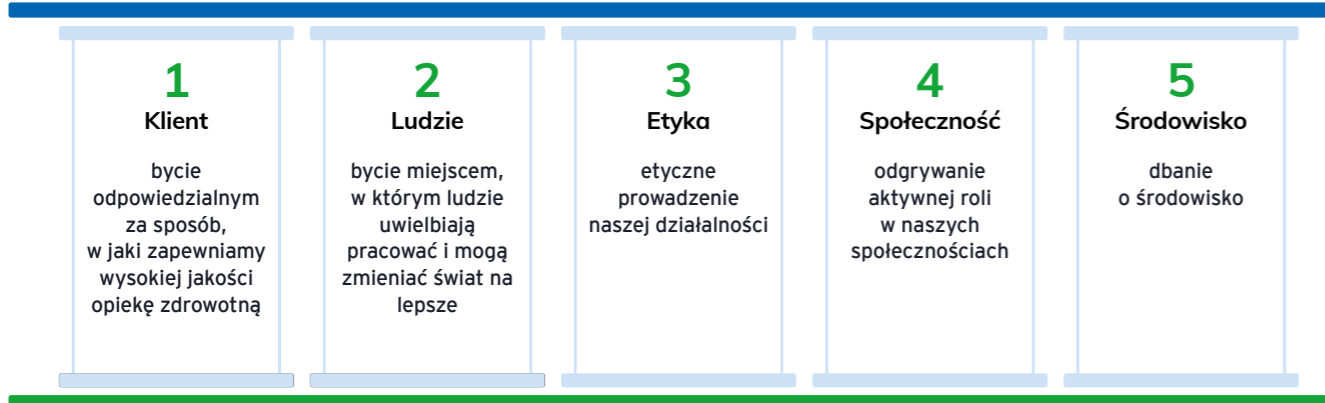 1
Klient
bycie
odpowiedzialnym
za sposób,
w jaki zapewniamy
wysokiej jakości
opiekę zdrowotną
2
Ludzie
bycie miejscem,
w którym ludzie
uwielbiają
pracować i mogą
zmieniać świat na
lepsze
3
Etyka
etyczne
prowadzenie
naszej działalności
4
Społeczność
odgrywanie
aktywnej roli
w naszych
społecznościach
5
Środowisko
dbanie
o środowisko